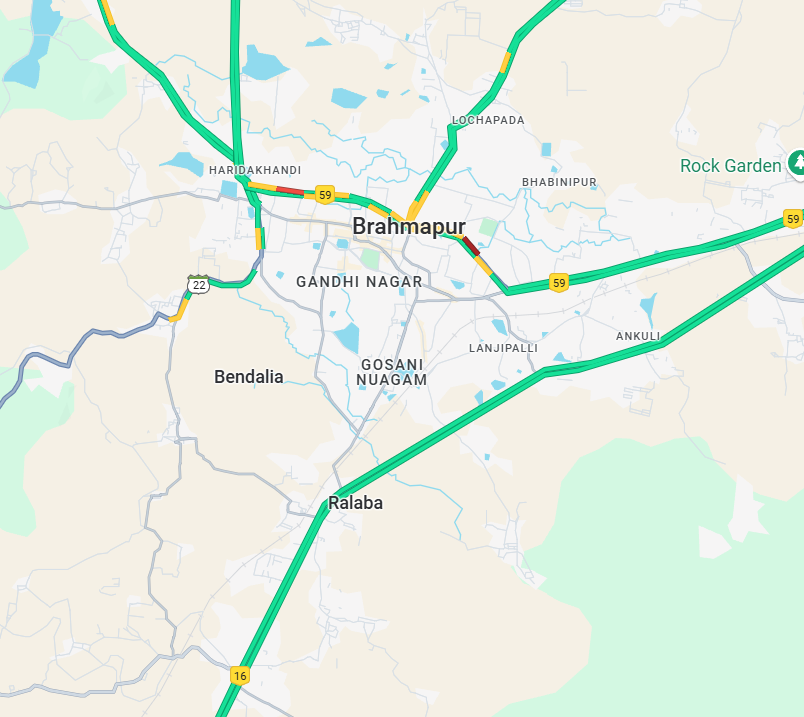 LOCHAPADA
Rock Garden
HARIDAKHANDI
BHABINIPUR
59
59
Brahmapur
GANDHI NAGAR
22
59
ANKULI
LANJIPALLI
GOSANI
NUAGAM
Bendalia
Ralaba
16